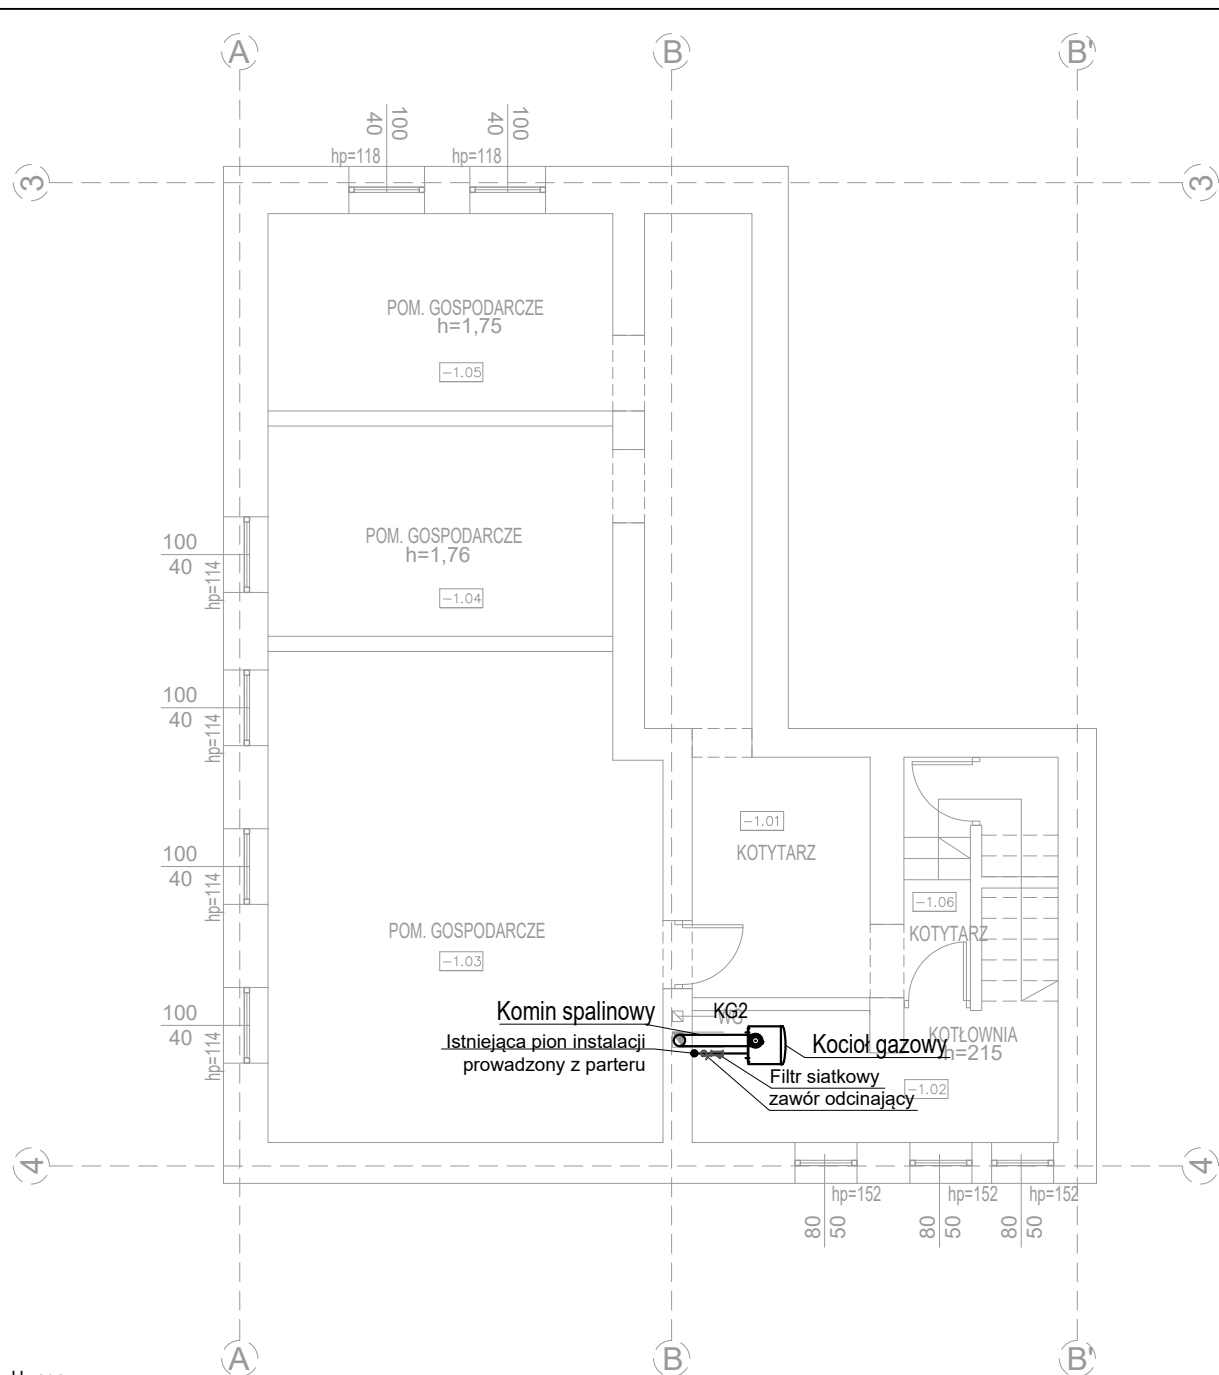 A
B
B'
100
40
100
40
hp=118
hp=118
3
3
POM. GOSPODARCZE
h=1,75
-1.05
POM. GOSPODARCZE
h=1,76
-1.04
100
40
hp=114
100
40
hp=114
-1.01
KOTYTARZ
100
40
hp=114
-1.06
KOTYTARZ
POM. GOSPODARCZE
-1.03
100
40
hp=114
Komin spalinowy
KG2
WG
Istniejąca pion instalacji
prowadzony z parteru
KOTŁOWNIA
h=215
Kocioł gazowy
Filtr siatkowy
zawór odcinający
-1.02
4
4
hp=152
hp=152
hp=152
80
50
80
50
80
50
A
B
B'